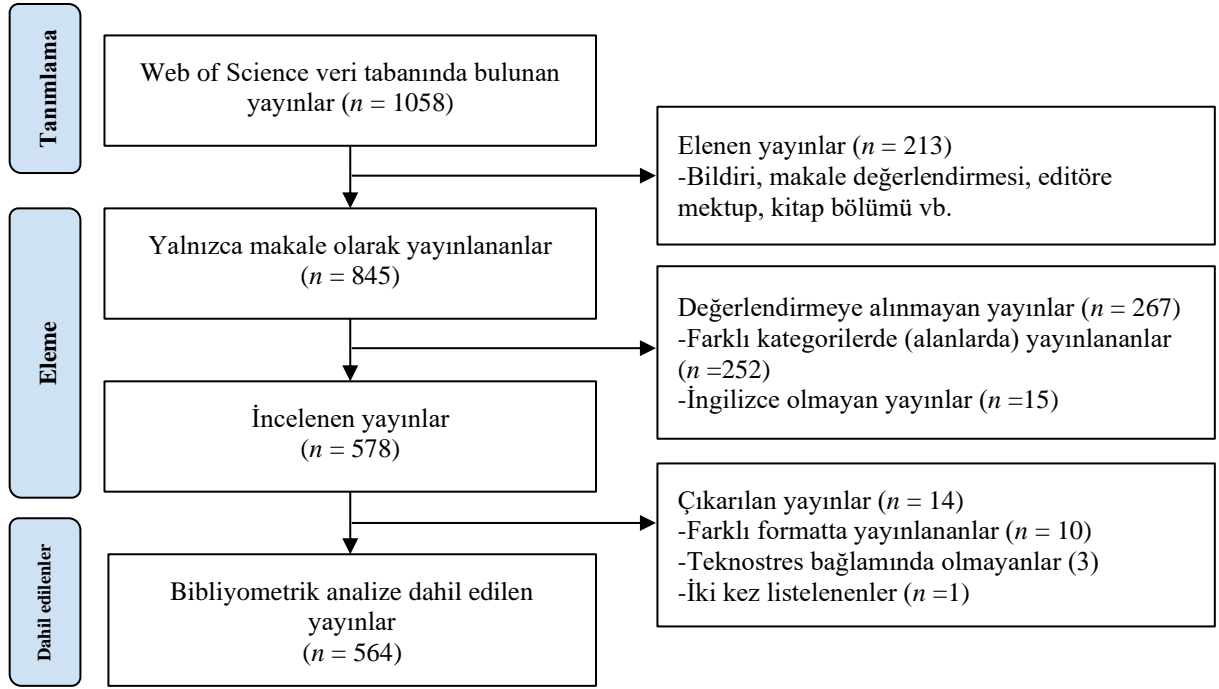 Tanımlama
Web of Science veri tabanında bulunan
yayınlar (n = 1058)
Elenen yayınlar (n = 213)
-Bildiri, makale değerlendirmesi, editöre
mektup, kitap bölümü vb.
Eleme
Yalnızca makale olarak yayınlananlar
(n = 845)
Değerlendirmeye alınmayan yayınlar (n = 267)
-Farklı kategorilerde (alanlarda) yayınlananlar
(n =252)
-İngilizce olmayan yayınlar (n =15)
İncelenen yayınlar
(n = 578)
Çıkarılan yayınlar (n = 14)
-Farklı formatta yayınlananlar (n = 10)
-Teknostres bağlamında olmayanlar (3)
-İki kez listelenenler (n =1)
Dahil edilenler
Bibliyometrik analize dahil edilen
yayınlar
(n = 564)